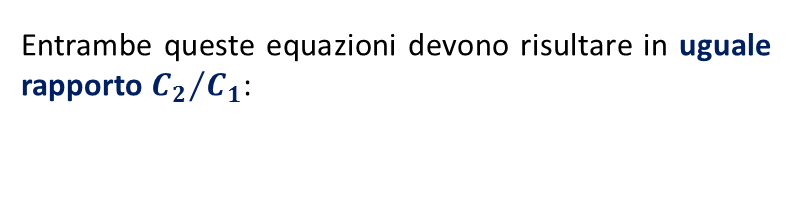 Entrambe queste equazioni devono risultare in uguale
rapporto C₂/C₁: